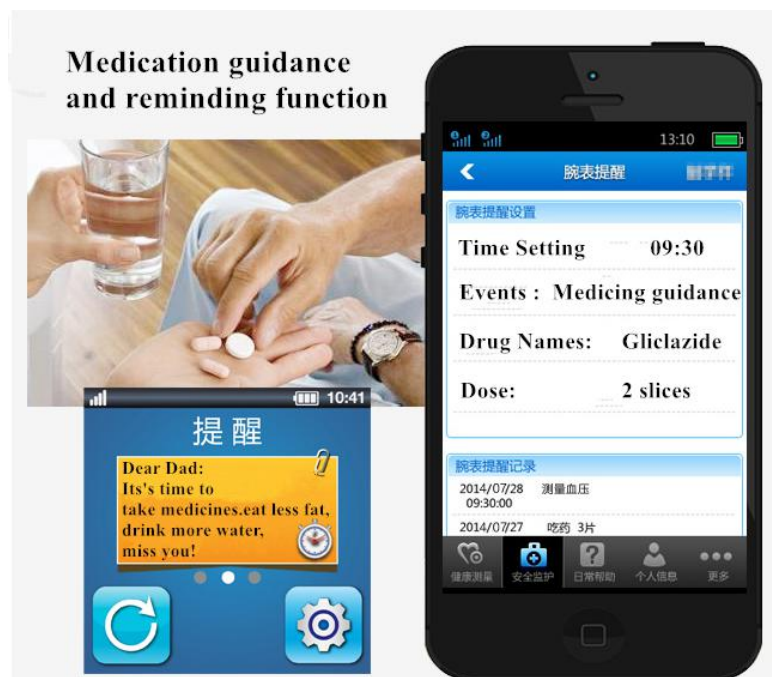 Medication guidance
and reminding function
10:41
提醒
Dear Dad:
Its's time to
take medicines.eat less fat,
drink more water,
miss you!
13:10
腕表提醒
腕表提醒设置
Time Setting 09:30
Events : Medicing guidance
Drug Names: Gliclazide
Dose: 2 slices
腕表提醒记录
2014/07/28 测量血压
09:30:00
2014/07/27 吃药 3片
健康测量 安全监护 日常帮助 个人信息 更多